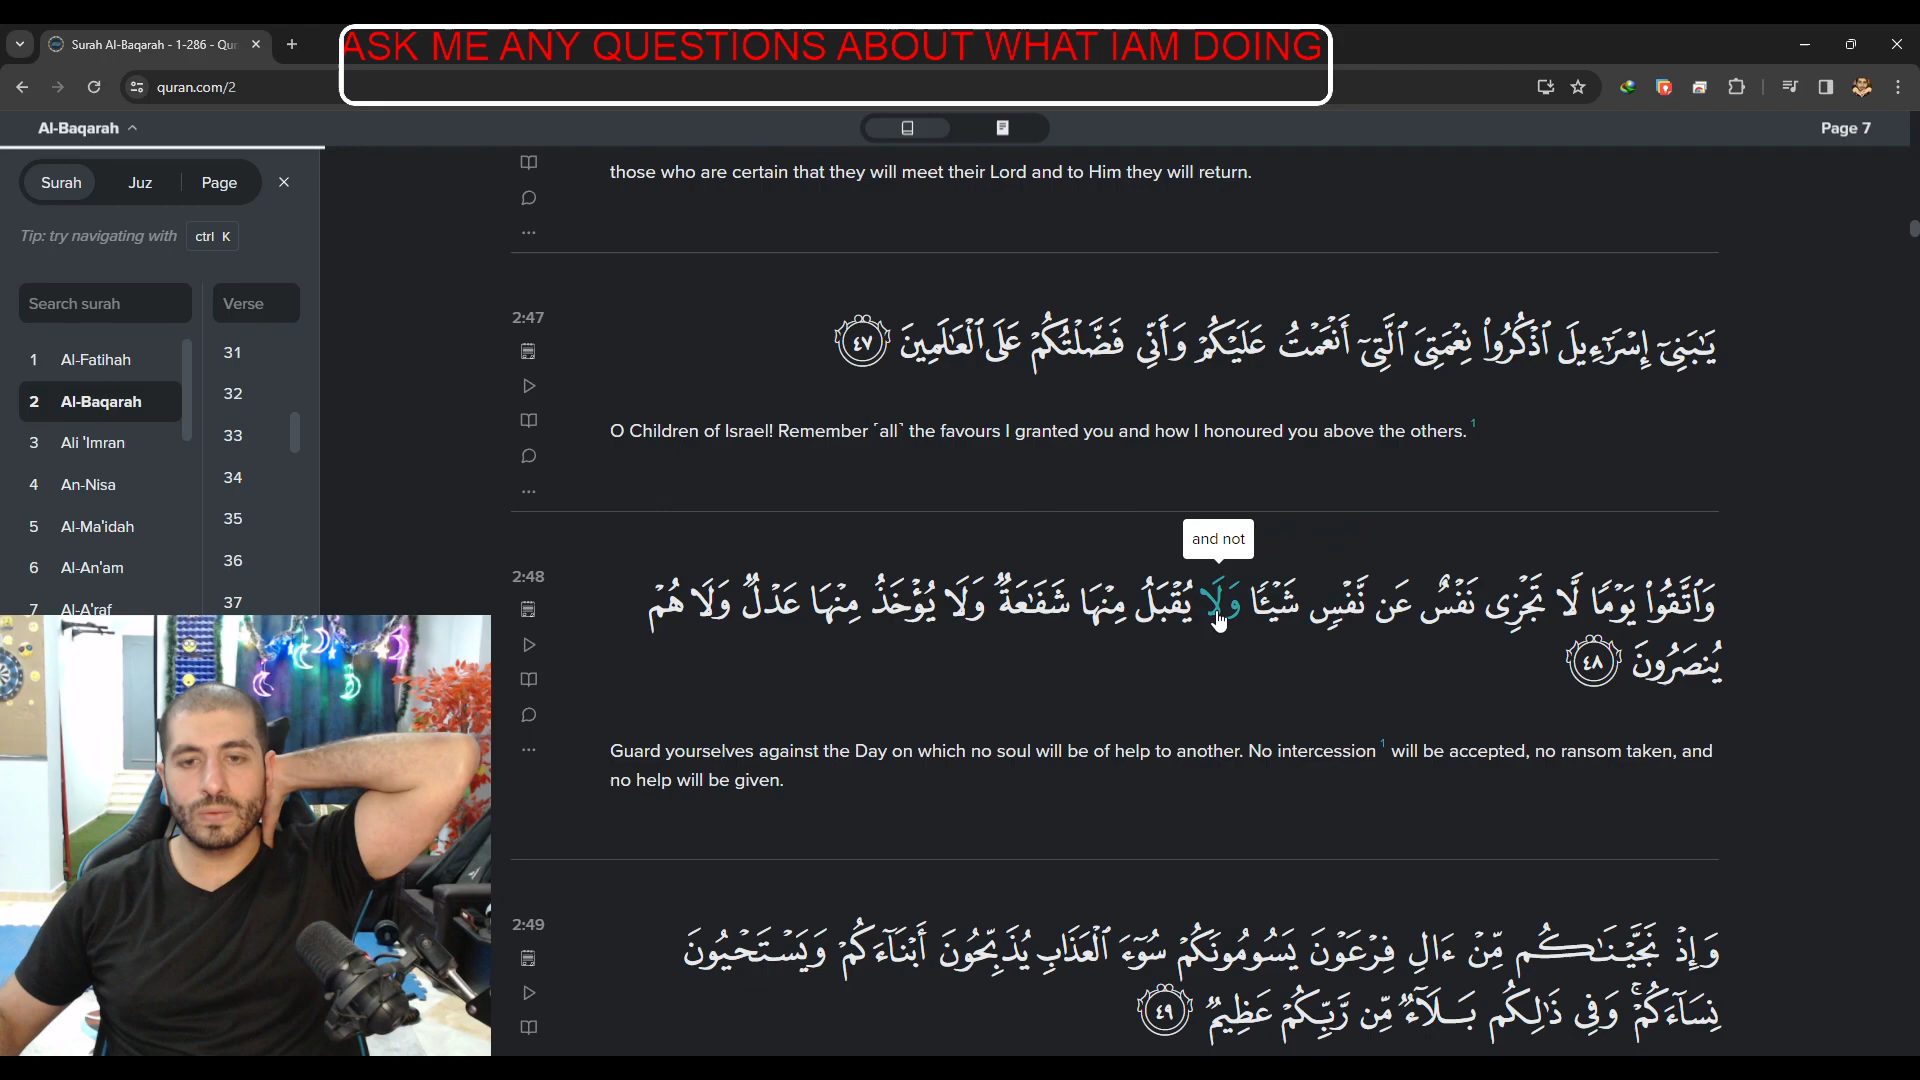 Surah Al-Baqarah - 1-286 - Qur
ASK ME ANY QUESTIONS ABOUT WHAT IAM DOING
quran.com/2
Al-Baqarah
Page 7
Surah
Juz
Page
Tip: try navigating with ctrl K
Search surah
Verse
1 Al-Fatihah
2 Al-Baqarah
3 Ali 'Imran
4 An-Nisa
5 Al-Ma'idah
6 Al-An'am
7 Al-A'raf
31
32
33
34
35
36
37
those who are certain that they will meet their Lord and to Him they will return.
2:47
يَـٰبَنِىٓ إِسْرَٰٓءِيلَ ٱذْكُرُوا۟ نِعْمَتِىَ ٱلَّتِىٓ أَنْعَمْتُ عَلَيْكُمْ وَأَنِّى فَضَّلْتُكُمْ عَلَى ٱلْعَـٰلَمِينَ ٤٧
O Children of Israel! Remember ˹all˺ the favours I granted you and how I honoured you above the others. 1
and not
2:48
وَٱتَّقُوا۟ يَوْمًا لَّا تَجْزِى نَفْسٌ عَن نَّفْسٍ شَيْـًٔا وَلَا يُقْبَلُ مِنْهَا شَفَـٰعَةٌ وَلَا يُؤْخَذُ مِنْهَا عَدْلٌ وَلَا هُمْ
يُنصَرُونَ ٤٨
Guard yourselves against the Day on which no soul will be of help to another. No intercession 1 will be accepted, no ransom taken, and
no help will be given.
2:49
وَإِذْ نَجَّيْنَـٰكُم مِّنْ ءَالِ فِرْعَوْنَ يَسُومُونَكُمْ سُوٓءَ ٱلْعَذَابِ يُذَبِّحُونَ أَبْنَآءَكُمْ وَيَسْتَحْيُونَ
نِسَآءَكُمْ ۚ وَفِى ذَٰلِكُم بَلَآءٌ مِّن رَّبِّكُمْ عَظِيمٌ ٤٩